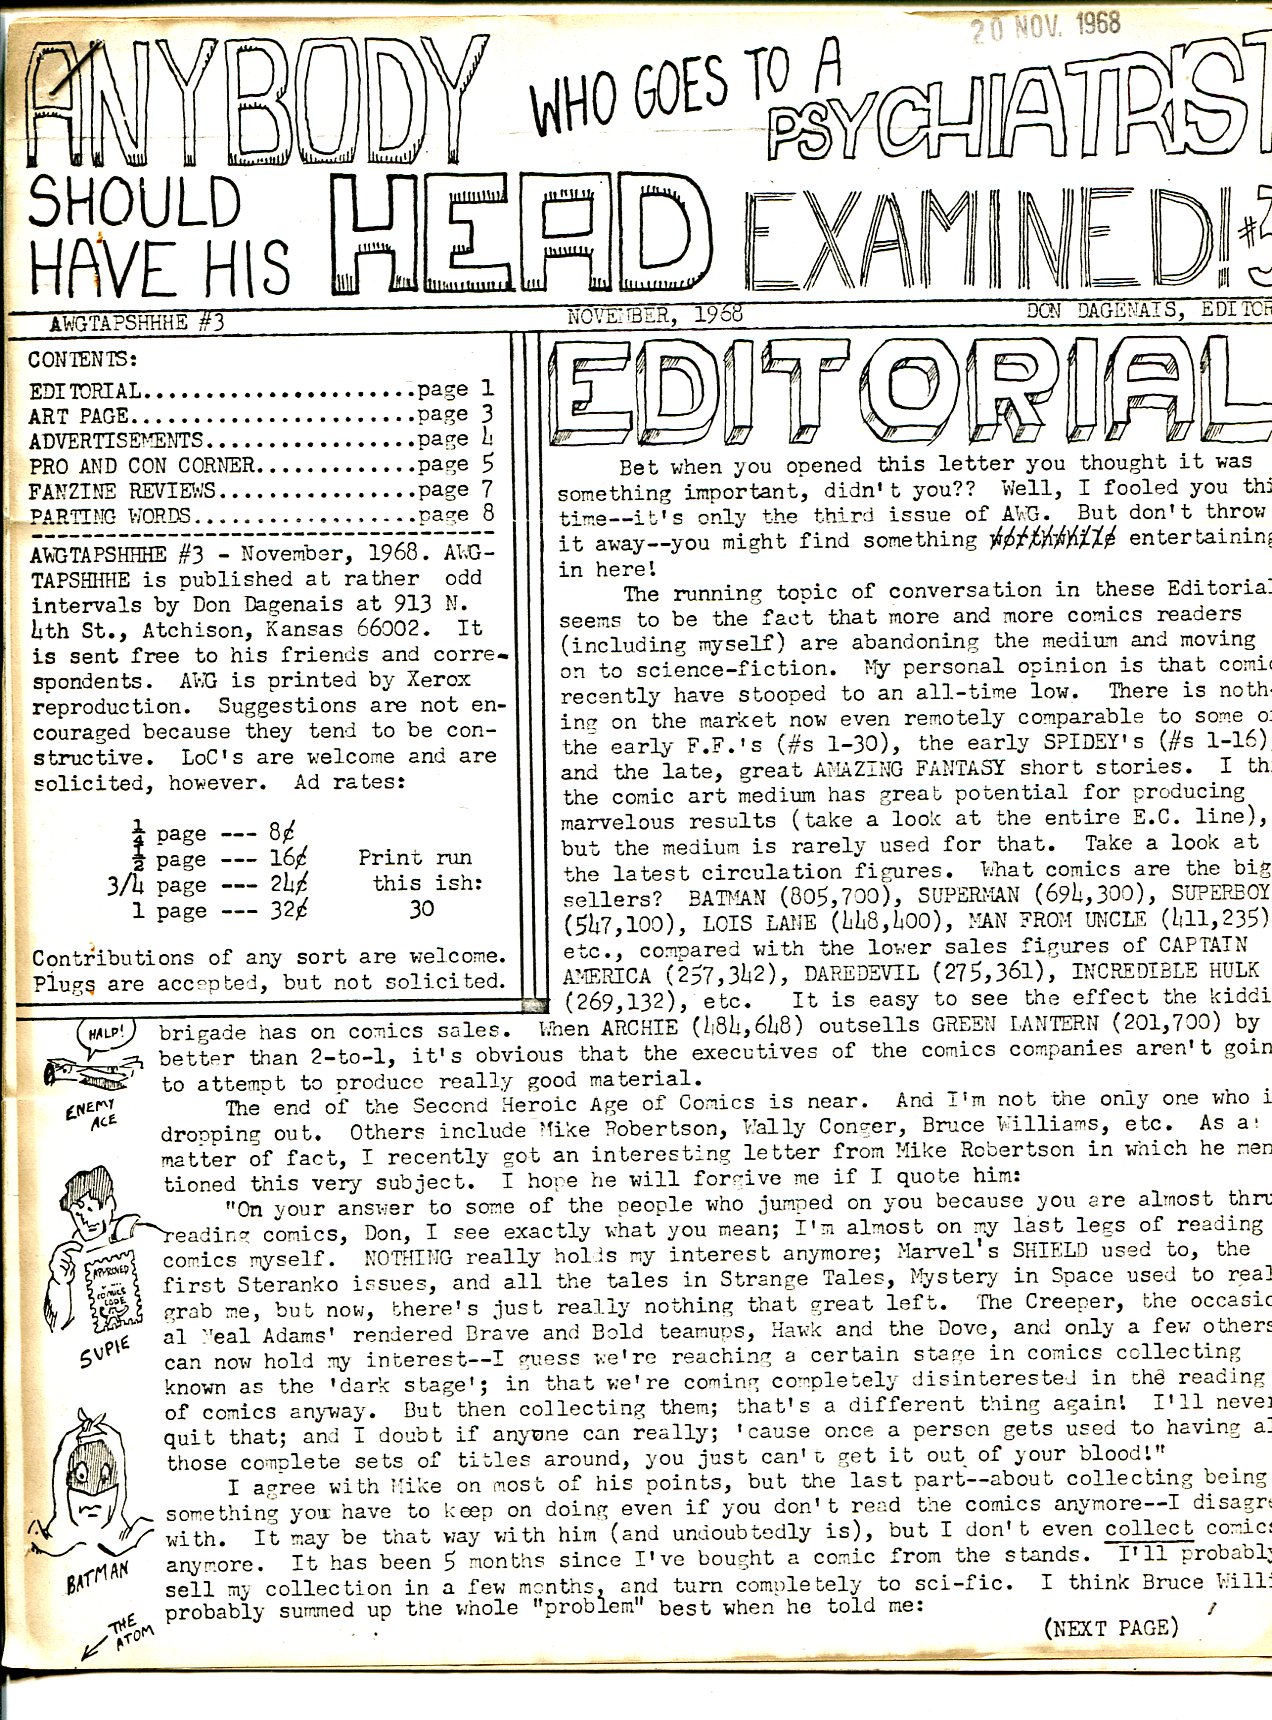 20 NOV. 1968
ANYBODY WHO GOES TO A PSYCHIATRIST
SHOULD
HAVE HIS HEAD EXAMINED! #3
AWGTAPSHHHE #3 NOVEMBER, 1968 DON DAGENAIS, EDITOR
CONTENTS:
EDITORIAL......................page 1
ART PAGE.......................page 3
ADVERTISEMENTS.................page 4
PRO AND CON CORNER.............page 5
FANZINE REVIEWS................page 7
PARTING WORDS..................page 8
AWGTAPSHHHE #3 - November, 1968. AWG-
TAPSHHHE is published at rather odd
intervals by Don Dagenais at 913 N.
4th St., Atchison, Kansas 66002. It
is sent free to his friends and corre-
spondents. AWG is printed by Xerox
reproduction. Suggestions are not en-
couraged because they tend to be con-
structive. LoC's are welcome and are
solicited, however. Ad rates:
¼ page --- 8¢
½ page --- 16¢ Print run
3/4 page --- 24¢ this ish:
1 page --- 32¢ 30
Contributions of any sort are welcome.
Plugs are accepted, but not solicited.
EDITORIAL
Bet when you opened this letter you thought it was
something important, didn't you?? Well, I fooled you thi
time--it's only the third issue of AWG. But don't throw
it away--you might find something worthwhile entertaining
in here!
The running topic of conversation in these Editorial
seems to be the fact that more and more comics readers
(including myself) are abandoning the medium and moving
on to science-fiction. My personal opinion is that comic
recently have stooped to an all-time low. There is noth-
ing on the market now even remotely comparable to some o
the early F.F.'s (#s 1-30), the early SPIDEY's (#s 1-16),
and the late, great AMAZING FANTASY short stories. I thi
the comic art medium has great potential for producing
marvelous results (take a look at the entire E.C. line),
but the medium is rarely used for that. Take a look at
the latest circulation figures. What comics are the big
sellers? BATMAN (805,700), SUPERMAN (694,300), SUPERBOY
(547,100), LOIS LANE (448,400), MAN FROM UNCLE (411,235)
etc., compared with the lower sales figures of CAPTAIN
AMERICA (257,342), DAREDEVIL (275,361), INCREDIBLE HULK
(269,132), etc. It is easy to see the effect the kiddi
brigade has on comics sales. When ARCHIE (484,648) outsells GREEN LANTERN (201,700) by
better than 2-to-1, it's obvious that the executives of the comics companies aren't goin
to attempt to produce really good material.
The end of the Second Heroic Age of Comics is near. And I'm not the only one who i
dropping out. Others include Mike Robertson, Wally Conger, Bruce Williams, etc. As a
matter of fact, I recently got an interesting letter from Mike Robertson in which he men
tioned this very subject. I hope he will forgive me if I quote him:
"On your answer to some of the people who jumped on you because you are almost thru
reading comics, Don, I see exactly what you mean; I'm almost on my last legs of reading
comics myself. NOTHING really holds my interest anymore; Marvel's SHIELD used to, the
first Steranko issues, and all the tales in Strange Tales, Mystery in Space used to real
grab me, but now, there's just really nothing that great left. The Creeper, the occasio
al Neal Adams' rendered Brave and Bold teamups, Hawk and the Dove, and only a few others
can now hold my interest--I guess we're reaching a certain stage in comics collecting
known as the 'dark stage'; in that we're coming completely disinterested in the reading
of comics anyway. But then collecting them; that's a different thing again! I'll never
quit that; and I doubt if anyone can really; 'cause once a person gets used to having al
those complete sets of titles around, you just can't get it out of your blood!"
I agree with Mike on most of his points, but the last part--about collecting being
something you have to keep on doing even if you don't read the comics anymore--I disagre
with. It may be that way with him (and undoubtedly is), but I don't even collect comics
anymore. It has been 5 months since I've bought a comic from the stands. I'll probably
sell my collection in a few months, and turn completely to sci-fic. I think Bruce Willi
probably summed up the whole "problem" best when he told me:
(NEXT PAGE)
HALP!
ENEMY
ACE
APPROVED
COMICS
CODE
SUPIE
BATMAN
THE
ATOM